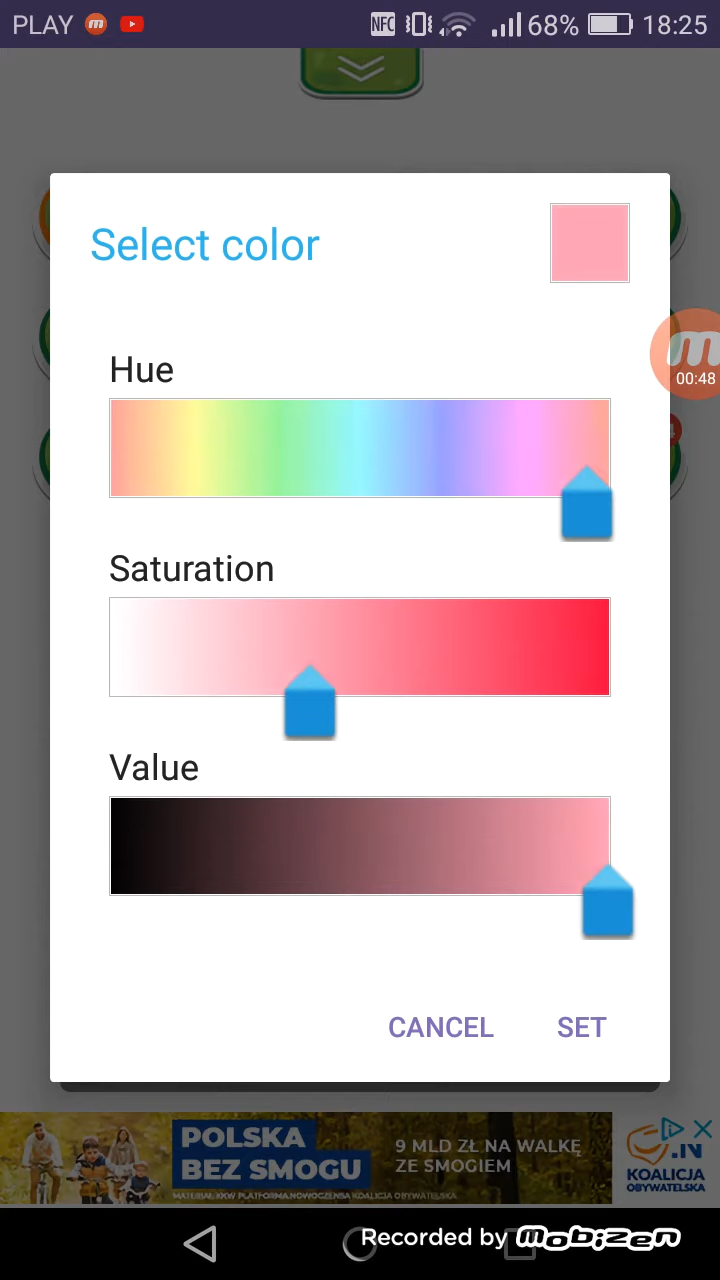 PLAY
NFC
68%
18:25
Select color
00:48
Hue
Saturation
Value
CANCEL
SET
POLSKA
BEZ SMOGU
9 MLD ZŁ NA WALKĘ
ZE SMOGIEM
.N
KOALICJA
OBYWATELSKA
Recorded by mobizen